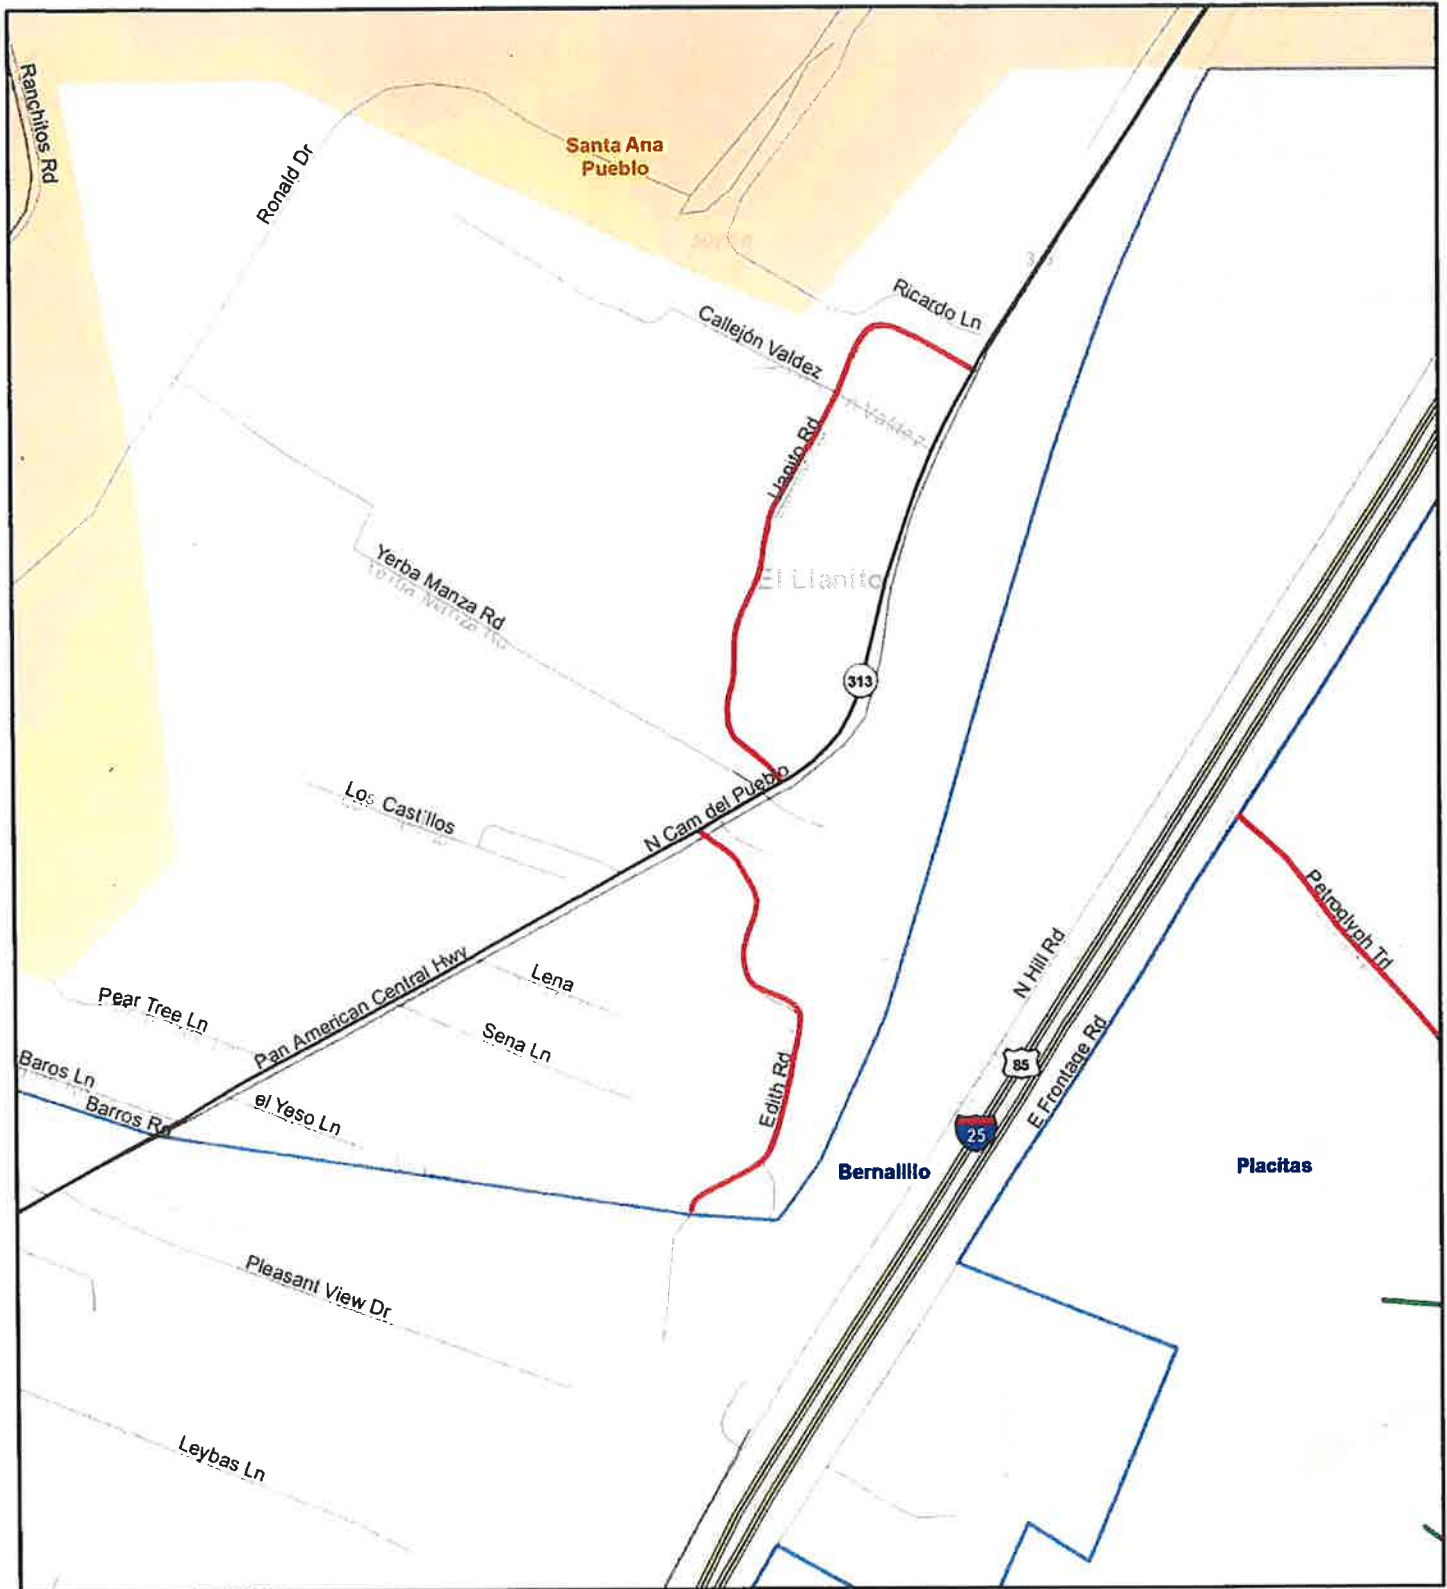 Ranchitos Rd
Ronald Dr
Santa Ana
Pueblo
Ricardo Ln
Callejón Valdez
n Valdez
Llanito Rd
El Llanito
Yerba Manza Rd
313
N Cam del Pueblo
Los Castillos
Petroglyph Trl
N Hill Rd
Lena
Pan American Central Hwy
Pear Tree Ln
Sena Ln
Edith Rd
85
E Frontage Rd
Baros Ln
Barros Rd
el Yeso Ln
25
Bernalillo
Placitas
Pleasant View Dr
Leybas Ln